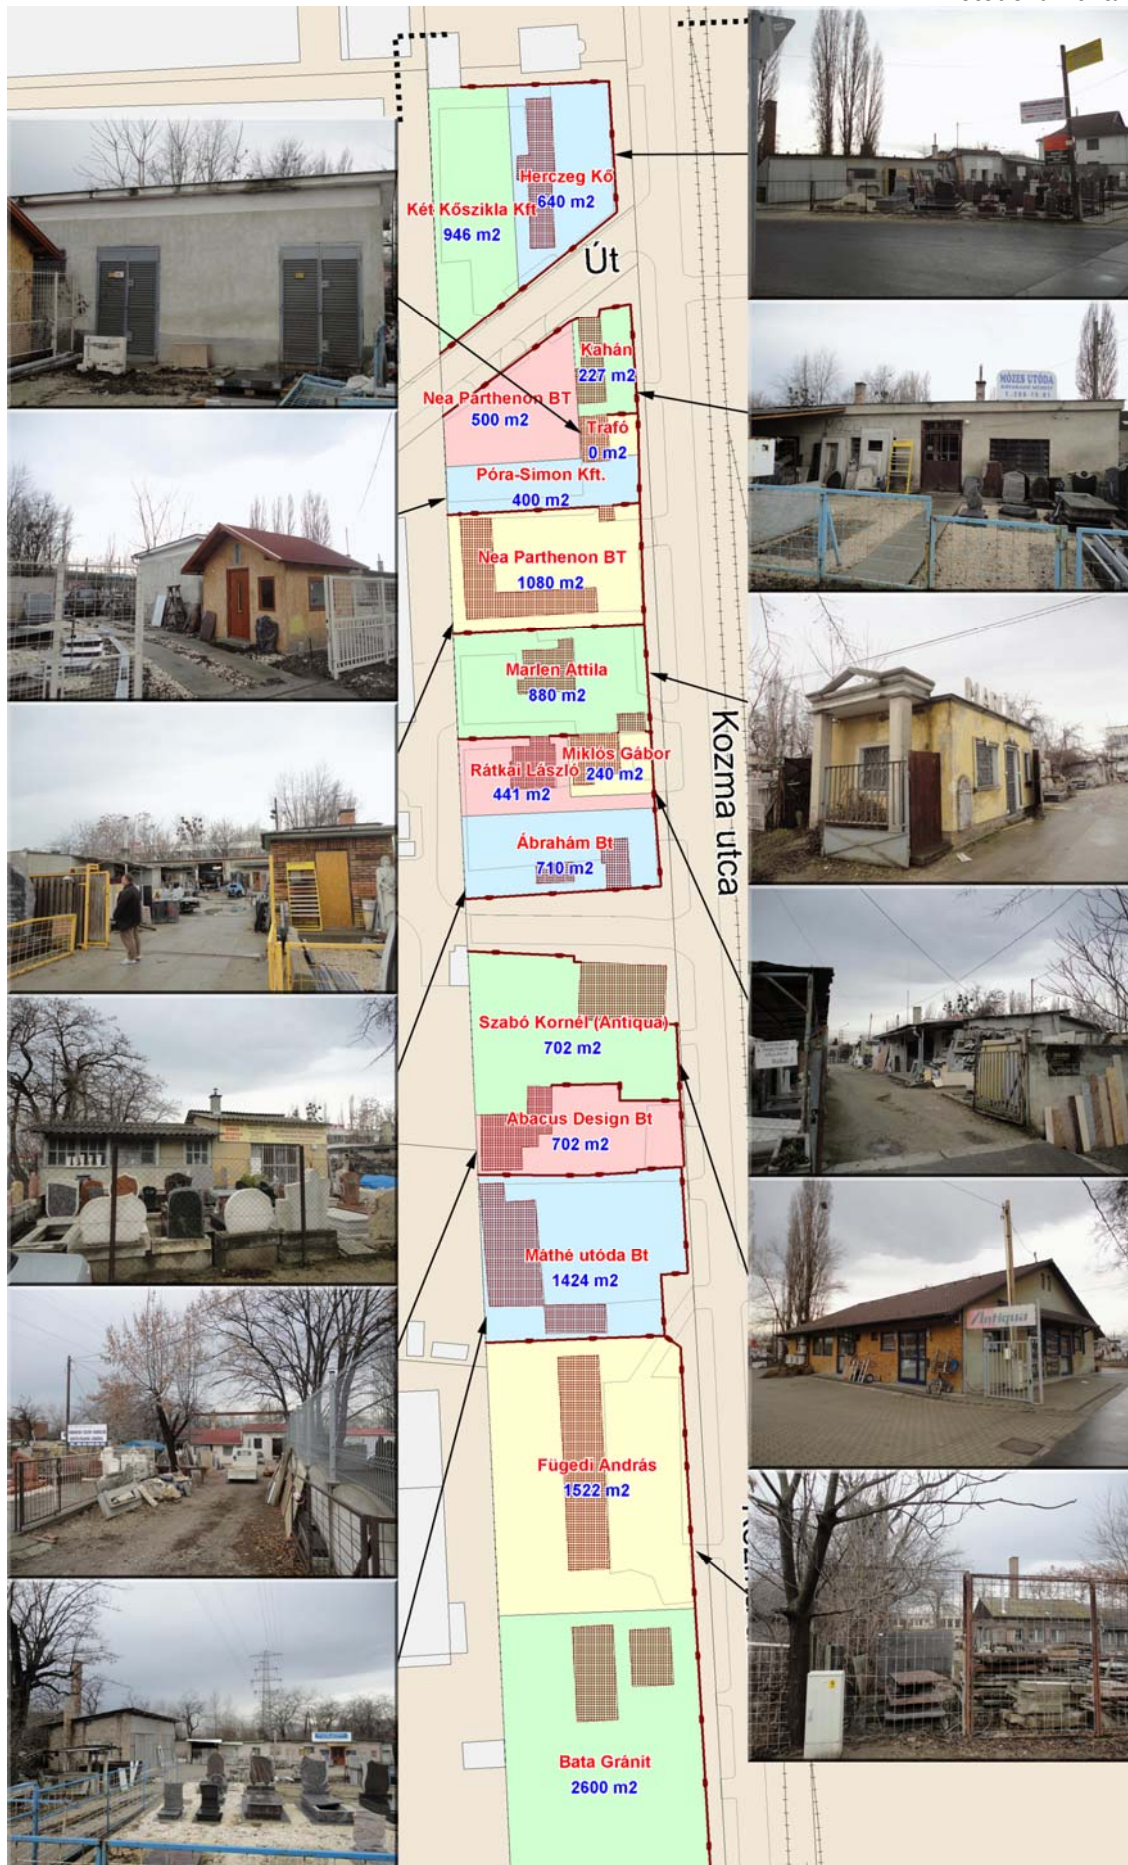 Herczeg Kő
640 m2
Két Kőszikla Kft
946 m2
Út
Kahán
227 m2
Nea Parthenon BT
500 m2
Trafó
0 m2
Póra-Simon Kft.
400 m2
MÓZES UTÓDA
Nea Parthenon BT
1080 m2
Marlen Attila
880 m2
Kozma utca
Miklós Gábor
240 m2
Rátkai László
441 m2
Ábrahám Bt
710 m2
Szabó Kornél (Antiqua)
702 m2
Abacus Design Bt
702 m2
Máthé utóda Bt
1424 m2
Antiqua
Fügedi András
1522 m2
Bata Gránit
2600 m2